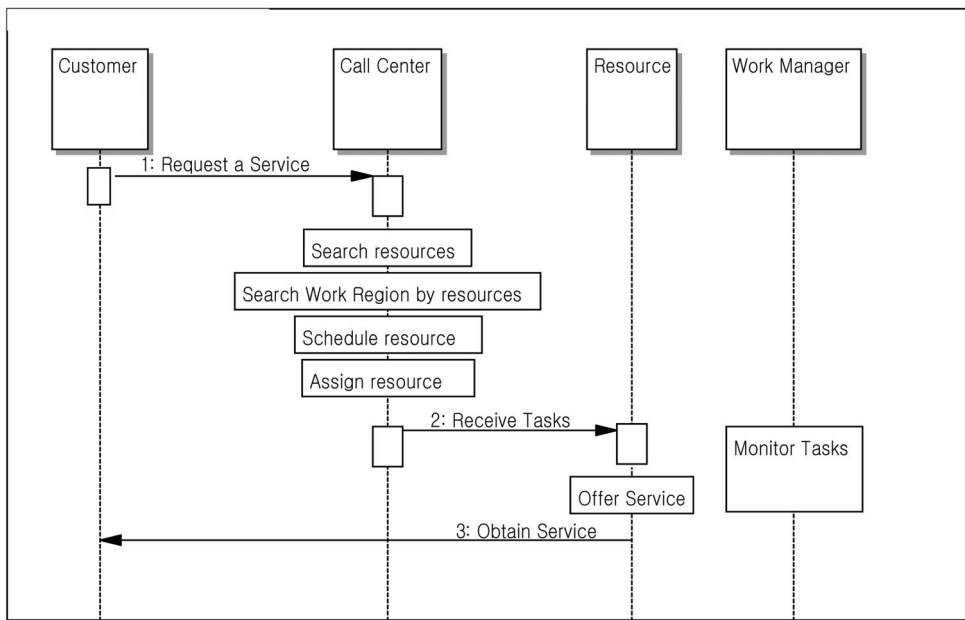 Customer
Call Center
Resource
Work Manager
1: Request a Service
Search resources
Search Work Region by resources
Schedule resource
Assign resource
2: Receive Tasks
Monitor Tasks
Offer Service
3: Obtain Service